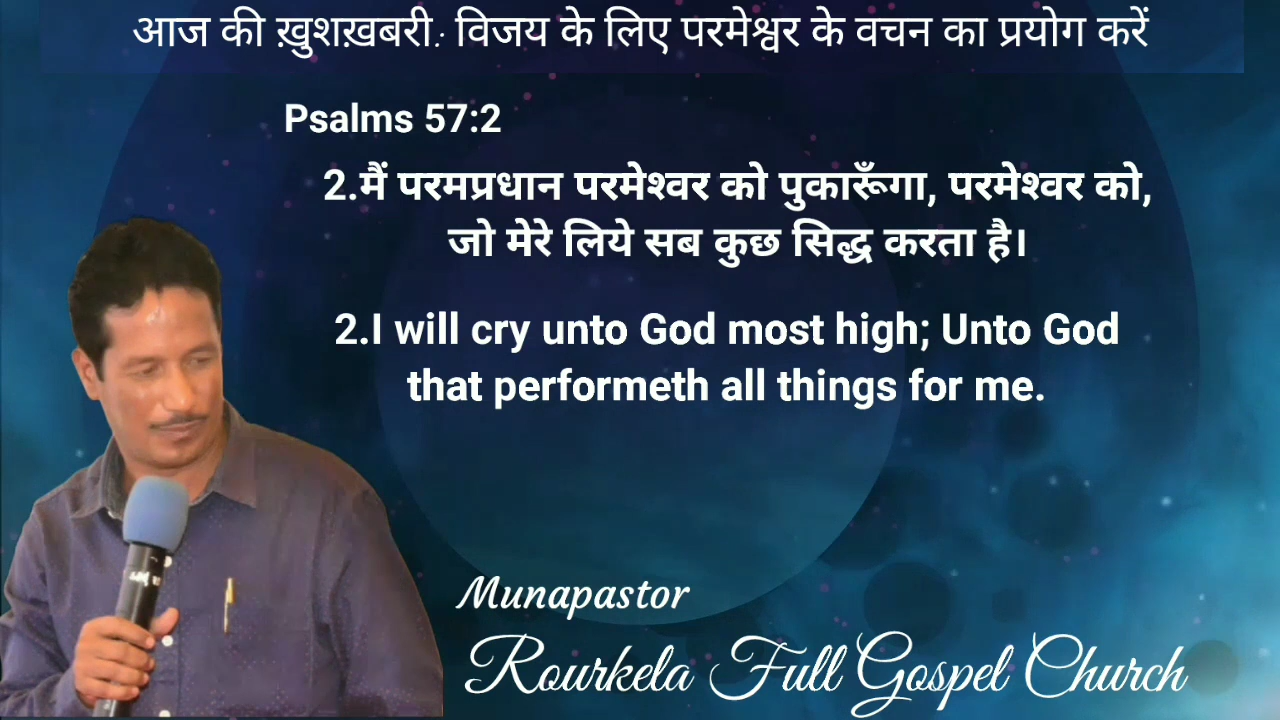 आज की ख़ुशख़बरी: विजय के लिए परमेश्वर के वचन का प्रयोग करें
Psalms 57:2
2.मैं परमप्रधान परमेश्वर को पुकारूँगा, परमेश्वर को,
जो मेरे लिये सब कुछ सिद्ध करता है।
2.I will cry unto God most high; Unto God
that performeth all things for me.
Munapastor
Rourkela Full Gospel Church